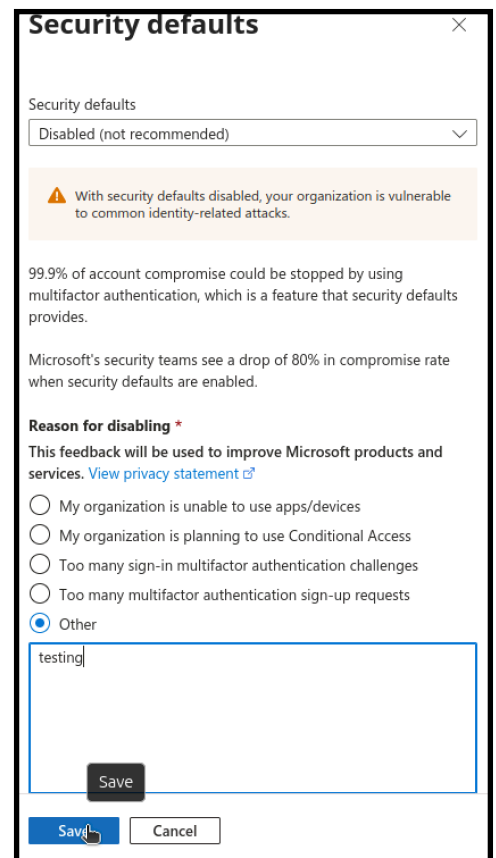 Security defaults
Security defaults
Disabled (not recommended)
With security defaults disabled, your organization is vulnerable
to common identity-related attacks.
99.9% of account compromise could be stopped by using
multifactor authentication, which is a feature that security defaults
provides.
Microsoft's security teams see a drop of 80% in compromise rate
when security defaults are enabled.
Reason for disabling *
This feedback will be used to improve Microsoft products and
services. View privacy statement
My organization is unable to use apps/devices
My organization is planning to use Conditional Access
Too many sign-in multifactor authentication challenges
Too many multifactor authentication sign-up requests
Other
testing
Save
Save Cancel